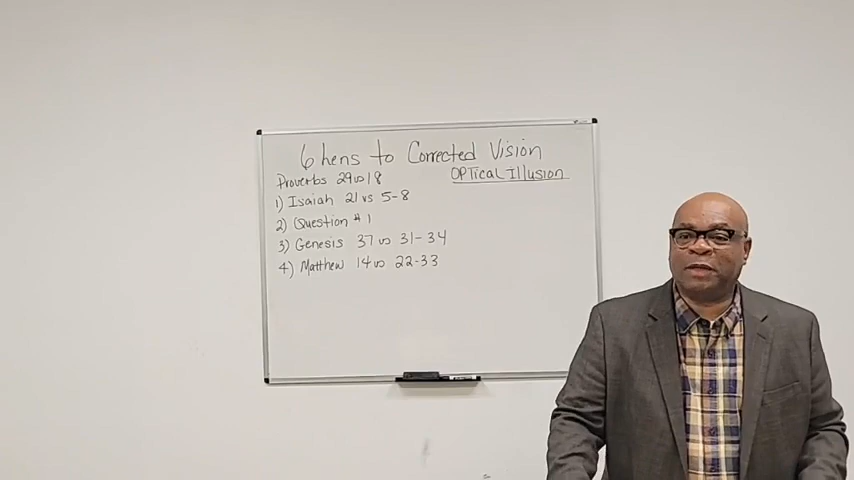 6 hens to Corrected Vision
Proverbs 29 vs 18
OPTical Illusion
1) Isaiah 21 vs 5-8
2) Question # 1
3) Genesis 37 vs 31-34
4) Matthew 14 vs 22-33